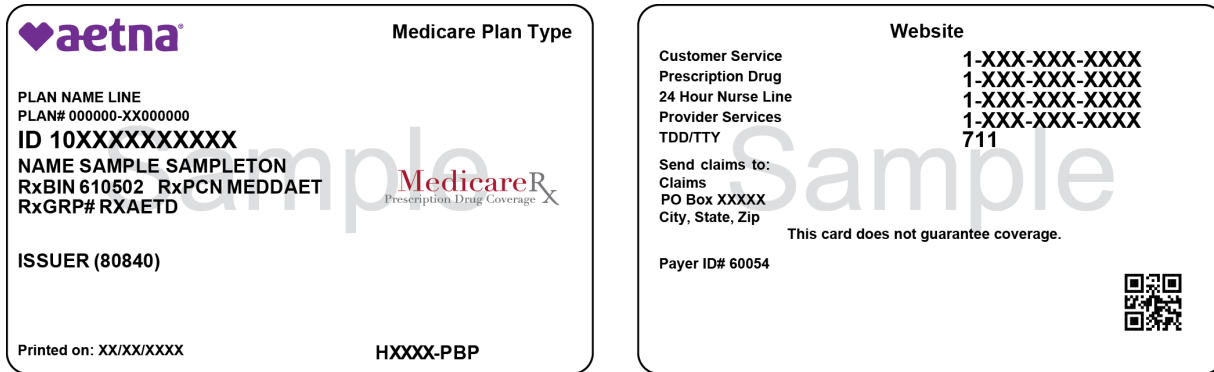 aetna®
Medicare Plan Type
PLAN NAME LINE
PLAN# 000000-XX000000
ID 10XXXXXXXXXX
NAME SAMPLE SAMPLETON
RxBIN 610502 RxPCN MEDDAET
RxGRP# RXAETD
MedicareRx
Prescription Drug Coverage
ISSUER (80840)
Printed on: XX/XX/XXXX
HXXXX-PBP
Sample
Website
Customer Service 1-XXX-XXX-XXXX
Prescription Drug 1-XXX-XXX-XXXX
24 Hour Nurse Line 1-XXX-XXX-XXXX
Provider Services 1-XXX-XXX-XXXX
TDD/TTY 711
Send claims to:
Claims
PO Box XXXXX
City, State, Zip
This card does not guarantee coverage.
Payer ID# 60054
Sample